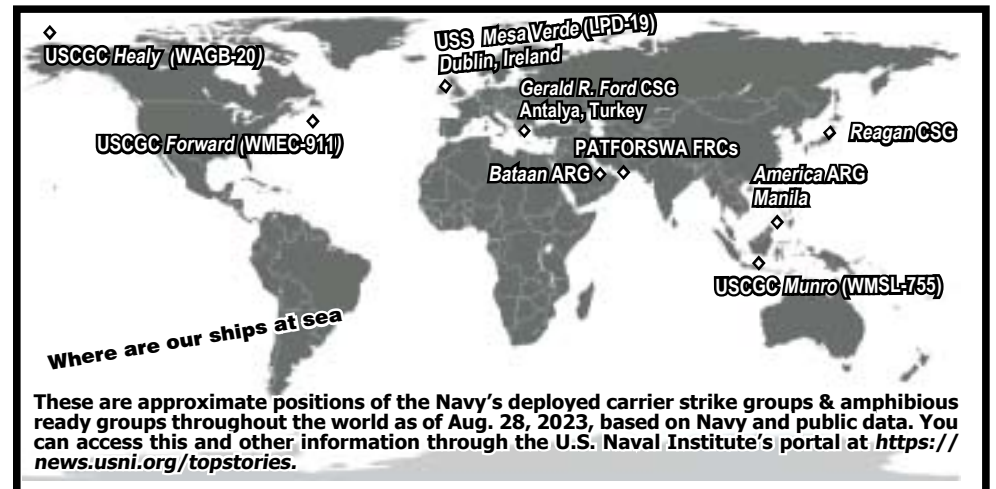 USCGC Healy (WAGB-20)
USS Mesa Verde (LPD-19)
Dublin, Ireland
Gerald R. Ford CSG
Antalya, Turkey
USCGC Forward (WMEC-911)
Reagan CSG
PATFORSWA FRCs
Bataan ARG
America ARG
Manila
USCGC Munro (WMSL-755)
Where are our ships at sea
These are approximate positions of the Navy's deployed carrier strike groups & amphibious
ready groups throughout the world as of Aug. 28, 2023, based on Navy and public data. You
can access this and other information through the U.S. Naval Institute's portal at https://
news.usni.org/topstories.